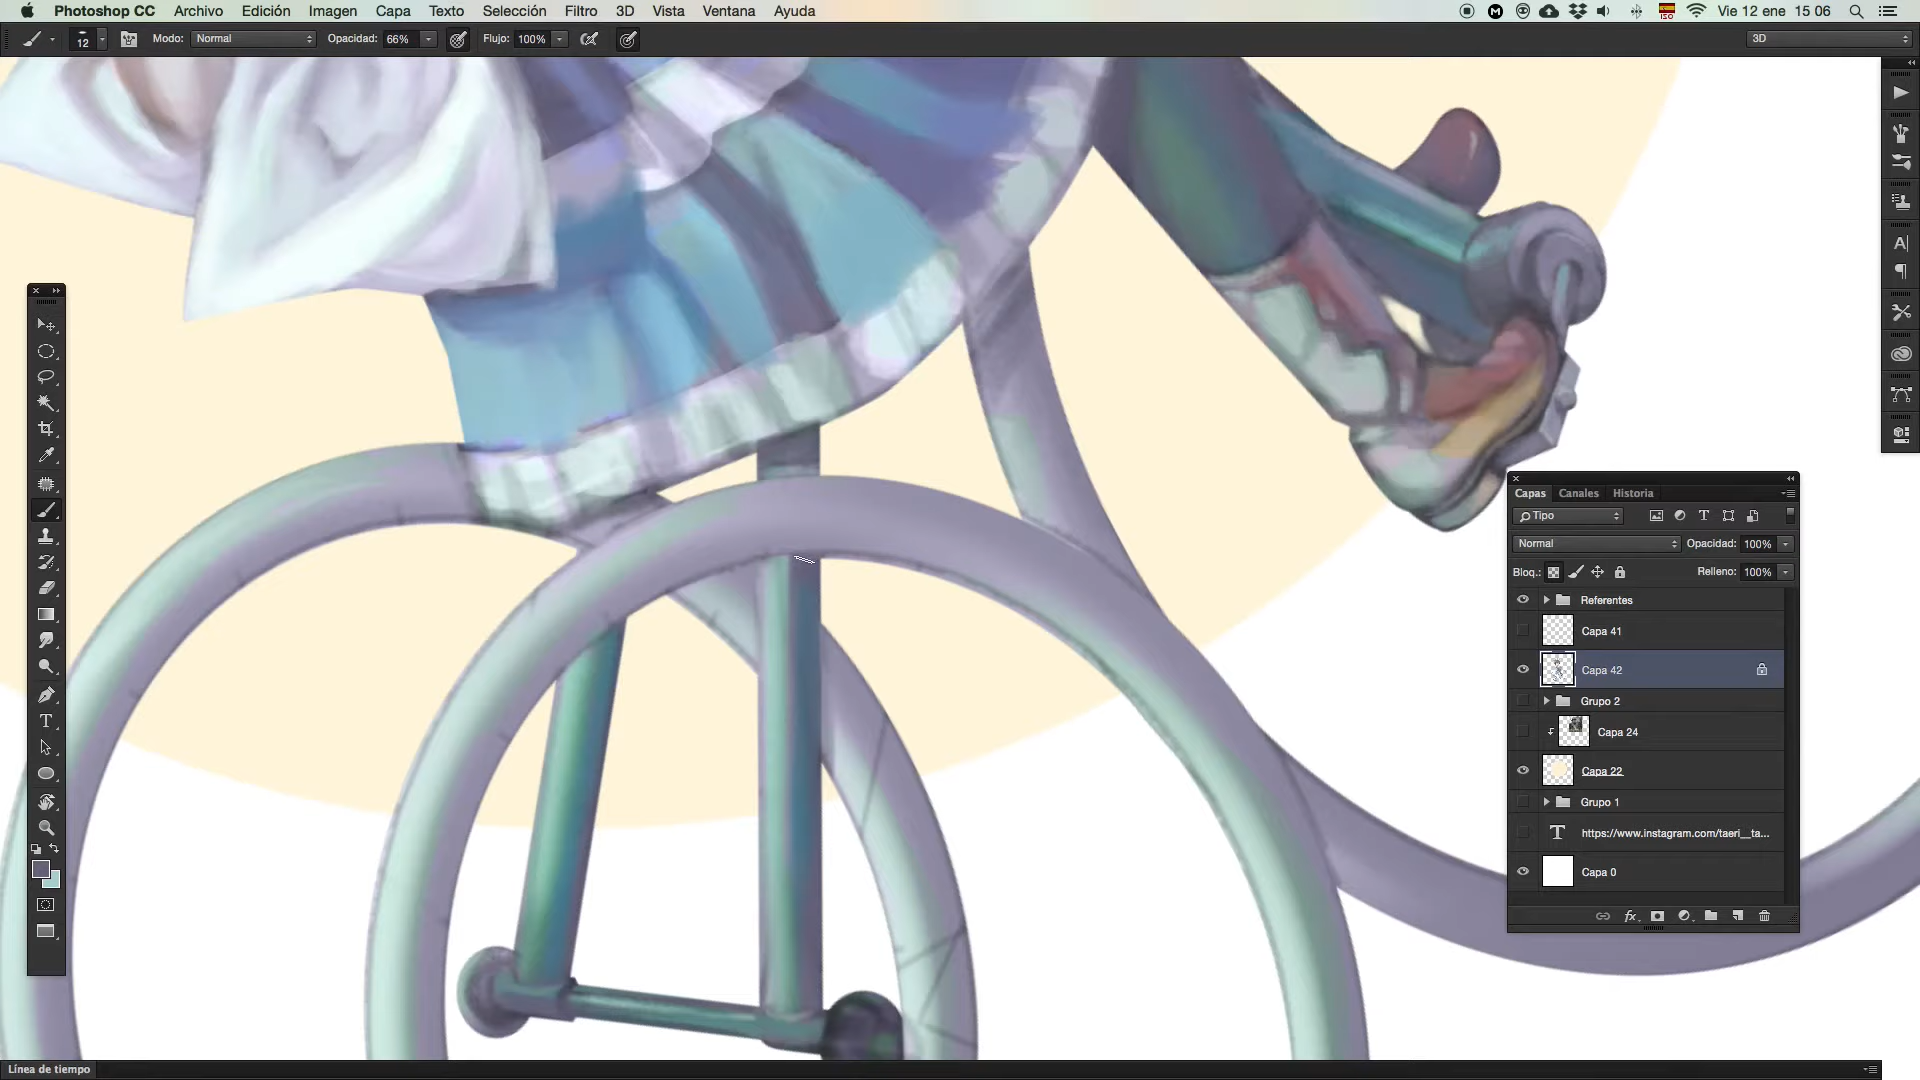 Photoshop CC Archivo Edición Imagen Capa Texto Selección Filtro 3D Vista Ventana Ayuda ISO Vie 12 ene 15 06
12 Modo: Normal Opacidad: 66% Flujo: 100% 3D
Capas Canales Historia
Tipo
Normal Opacidad: 100%
Bloq.: Relleno: 100%
Referentes
Capa 41
Capa 42
Grupo 2
Capa 24
Capa 22
Grupo 1
https://www.instagram.com/taeri__ta...
Capa 0
Línea de tiempo